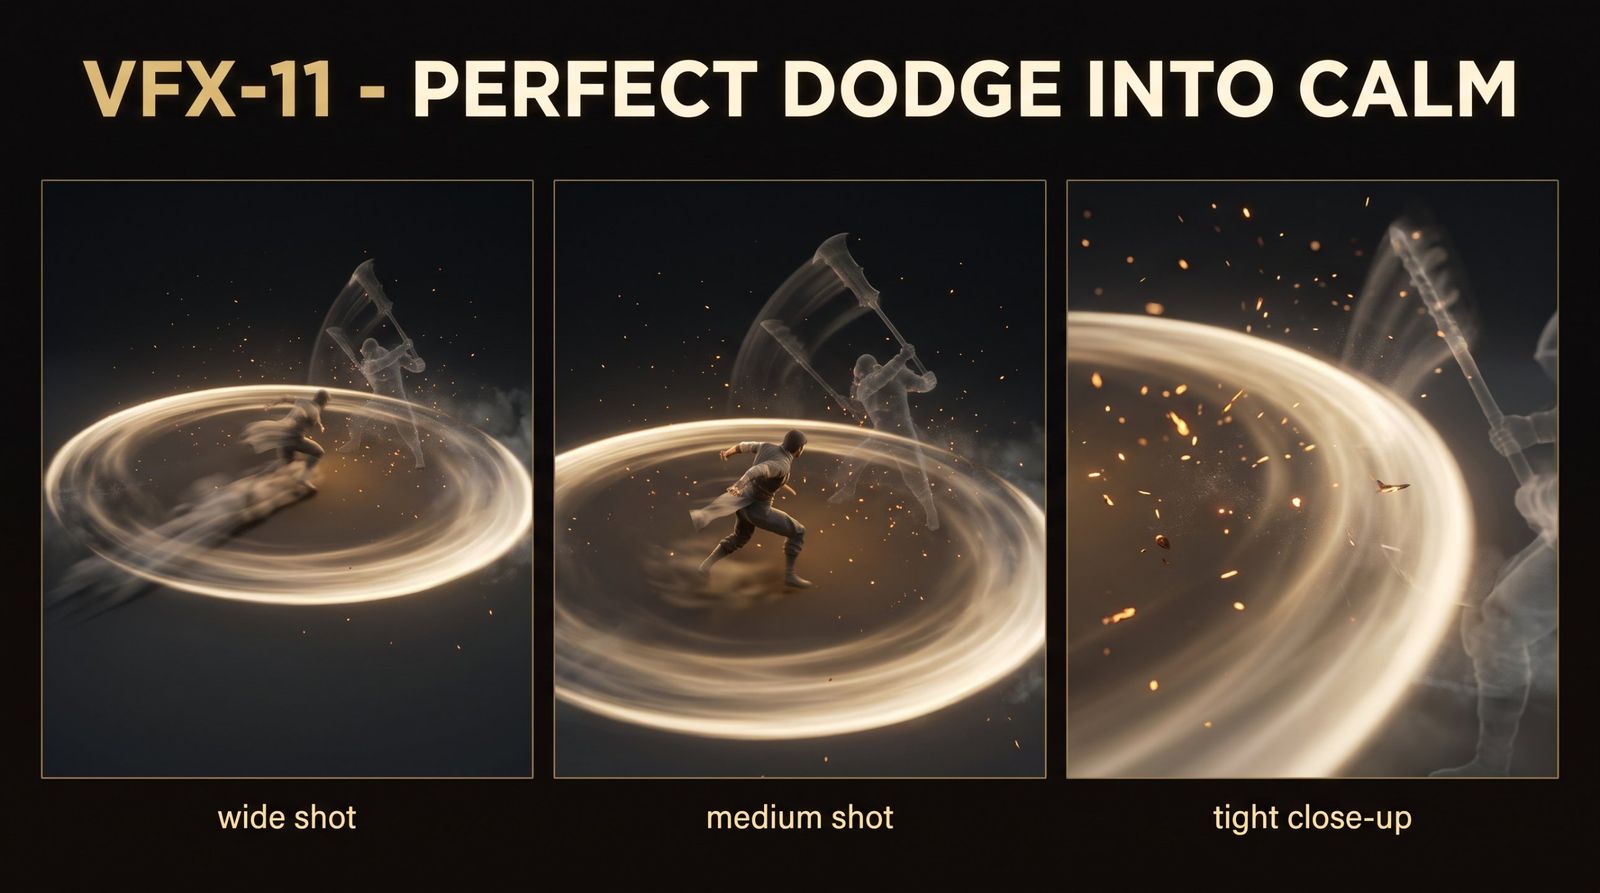 VFX-11 - PERFECT DODGE INTO CALM
wide shot
medium shot
tight close-up